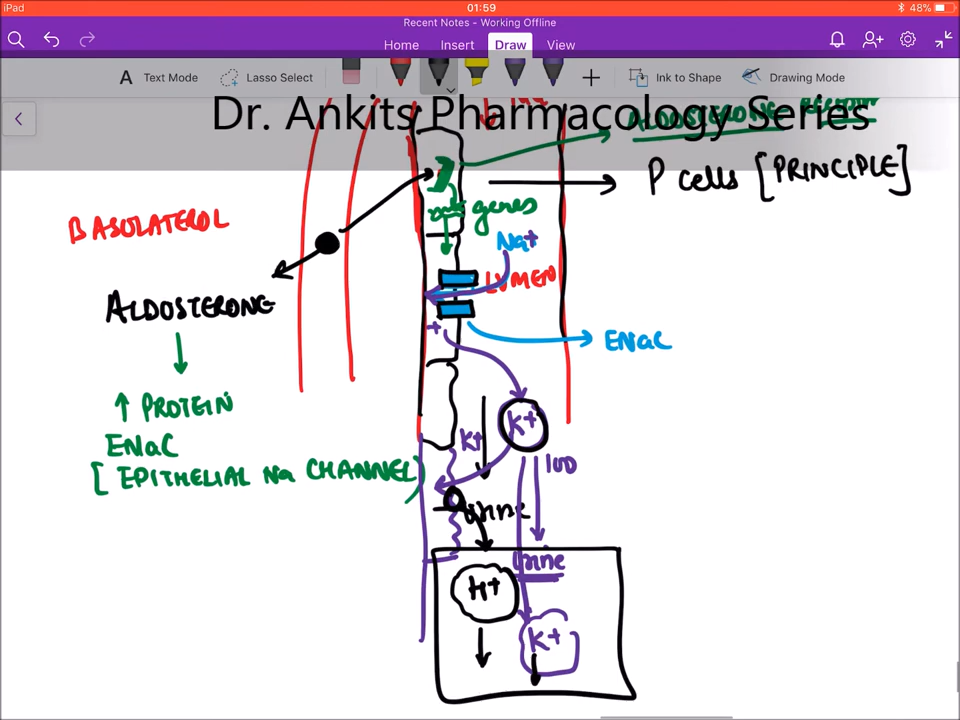 iPad
01:59
48%
Recent Notes - Working Offline
Home Insert Draw View
Text Mode
Lasso Select
Ink to Shape
Drawing Mode
Dr. Ankits Pharmacology Series
ALDOSTERONE
P cells [PRINCIPLE]
BASOLATEROL
genes
Na+
LUMEN
ALDOSTERONE
+
ENaC
↑ PROTEIN
ENaC
[EPITHELIAL Na CHANNEL)
K+
K+
100
Urine
Urine
H+
K+